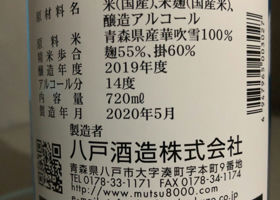 原材料名 米(国産)、米麹(国産米)、
醸造アルコール
原料米 青森県産華吹雪100%
精米歩合 麹55%、掛60%
醸造年度 2019年度
アルコール分 14度
内容量 720ml
製造年月 2020年5月
製造者
八戸酒造株式会社
青森県八戸市大字湊町字本町9番地
TEL 0178-33-1171 FAX 0178-34-1174
http://www.mutsu8000.com